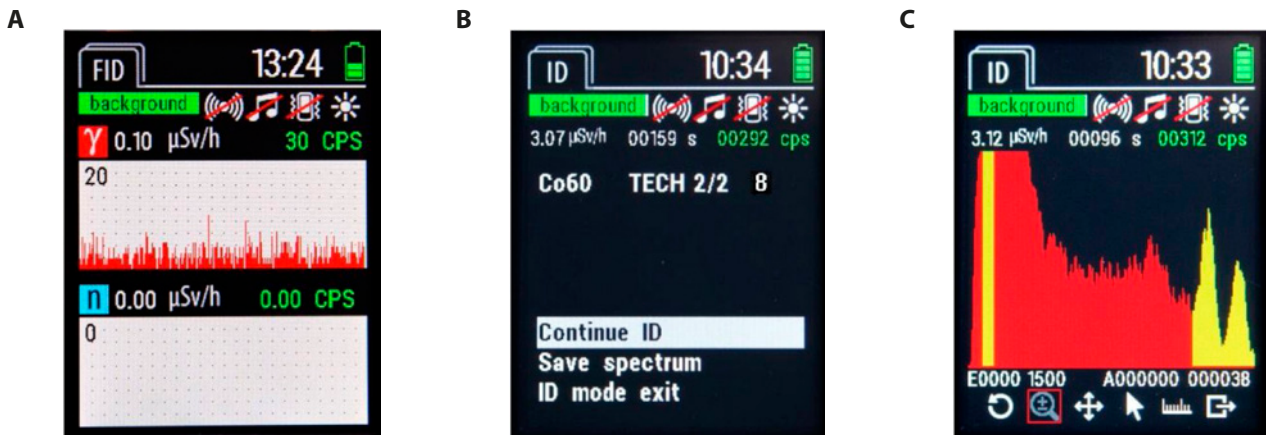 A
FID 13:24
background
γ 0.10 μSv/h 30 CPS
20
n 0.00 μSv/h 0.00 CPS
0
B
ID 10:34
background
3.07 μSv/h 00159 s 00292 cps
Co60 TECH 2/2 8
Continue ID
Save spectrum
ID mode exit
C
ID 10:33
background
3.12 μSv/h 00096 s 00312 cps
E0000 1500 A000000 000038